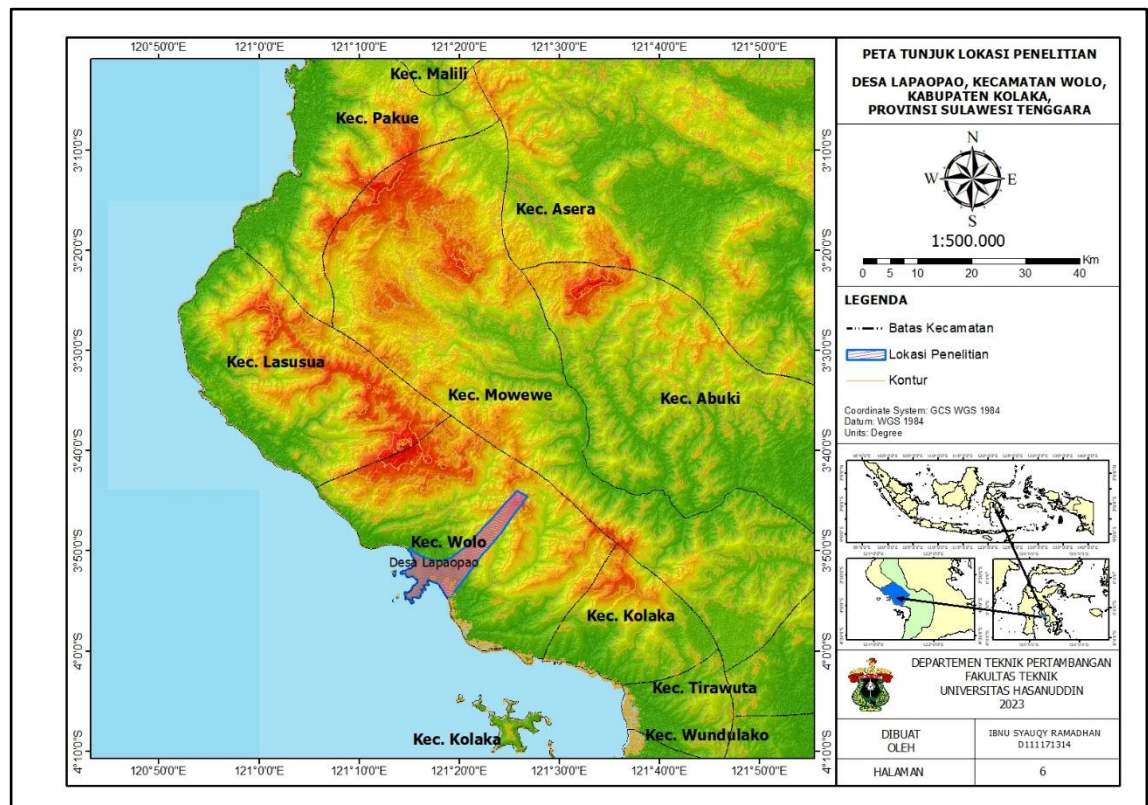 120°50'0"E 121°0'0"E 121°10'0"E 121°20'0"E 121°30'0"E 121°40'0"E 121°50'0"E
3°10'0"S 3°10'0"S
3°20'0"S 3°20'0"S
3°30'0"S 3°30'0"S
3°40'0"S 3°40'0"S
3°50'0"S 3°50'0"S
4°0'0"S 4°0'0"S
4°10'0"S 4°10'0"S
Kec. Malili
Kec. Pakue
Kec. Asera
Kec. Lasusua
Kec. Mowewe
Kec. Abuki
Kec. Wolo
Desa Lapaopao
Kec. Kolaka
Kec. Tirawuta
Kec. Wundulako
Kec. Kolaka
120°50'0"E 121°0'0"E 121°10'0"E 121°20'0"E 121°30'0"E 121°40'0"E 121°50'0"E
PETA TUNJUK LOKASI PENELITIAN
DESA LAPAOPAO, KECAMATAN WOLO,
KABUPATEN KOLAKA,
PROVINSI SULAWESI TENGGARA
N
W E
S
1:500.000
0 5 10 20 30 40 Km
LEGENDA
Batas Kecamatan
Lokasi Penelitian
Kontur
Coordinate System: GCS WGS 1984
Datum: WGS 1984
Units: Degree
DEPARTEMEN TEKNIK PERTAMBANGAN
FAKULTAS TEKNIK
UNIVERSITAS HASANUDDIN
2023
DIBUAT
OLEH
IBNU SYAUQY RAMADHAN
D111171314
HALAMAN 6